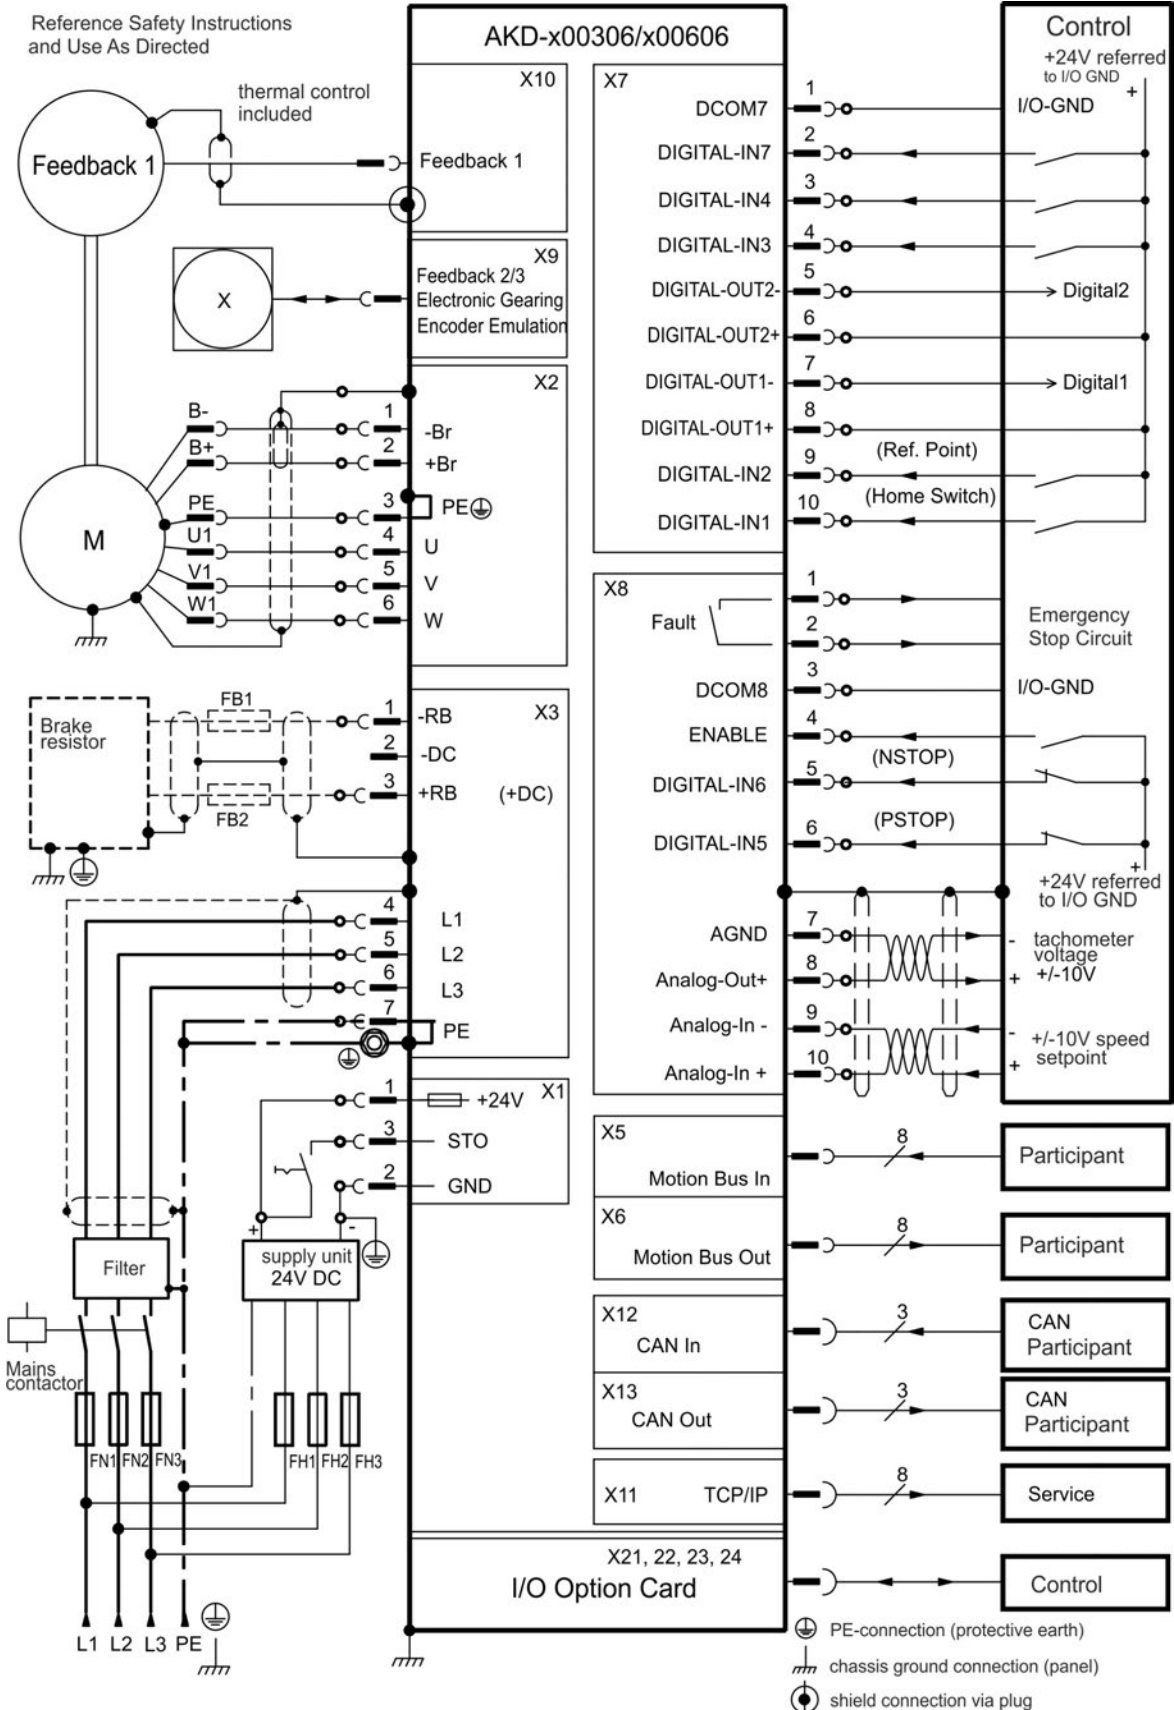 Reference Safety Instructions
and Use As Directed
AKD-x00306/x00606
Control
+24V referred
to I/O GND
+
thermal control
included
Feedback 1
X10
Feedback 1
X
X9
Feedback 2/3
Electronic Gearing
Encoder Emulation
X2
B-
1
-Br
B+
2
+Br
PE
3
PE
U1
4
U
V1
5
V
W1
6
W
M
Brake
resistor
FB1
FB2
X3
1
-RB
2
-DC
3
+RB
(+DC)
4
L1
5
L2
6
L3
7
PE
X1
1
+24V
3
STO
2
GND
+
-
supply unit
24V DC
Filter
Mains
contactor
FN1
FN2
FN3
FH1
FH2
FH3
L1
L2
L3
PE
X7
DCOM7
1
I/O-GND
DIGITAL-IN7
2
DIGITAL-IN4
3
DIGITAL-IN3
4
DIGITAL-OUT2-
5
Digital2
DIGITAL-OUT2+
6
DIGITAL-OUT1-
7
Digital1
DIGITAL-OUT1+
8
DIGITAL-IN2
9
(Ref. Point)
DIGITAL-IN1
10
(Home Switch)
X8
Fault
1
2
Emergency
Stop Circuit
DCOM8
3
I/O-GND
ENABLE
4
DIGITAL-IN6
5
(NSTOP)
DIGITAL-IN5
6
(PSTOP)
+
+24V referred
to I/O GND
AGND
7
-
tachometer
voltage
+/-10V
Analog-Out+
8
+
Analog-In -
9
-
+/-10V speed
setpoint
Analog-In +
10
+
X5
Motion Bus In
8
Participant
X6
Motion Bus Out
8
Participant
X12
CAN In
3
CAN
Participant
X13
CAN Out
3
CAN
Participant
X11
TCP/IP
8
Service
X21, 22, 23, 24
I/O Option Card
Control
PE-connection (protective earth)
chassis ground connection (panel)
shield connection via plug